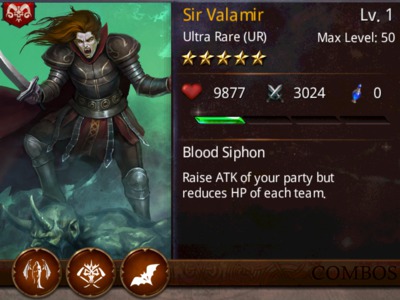 Sir Valamir Lv. 1
Ultra Rare (UR) Max Level: 50
9877 3024 0
Blood Siphon
Raise ATK of your party but
reduces HP of each team.
COMBOS